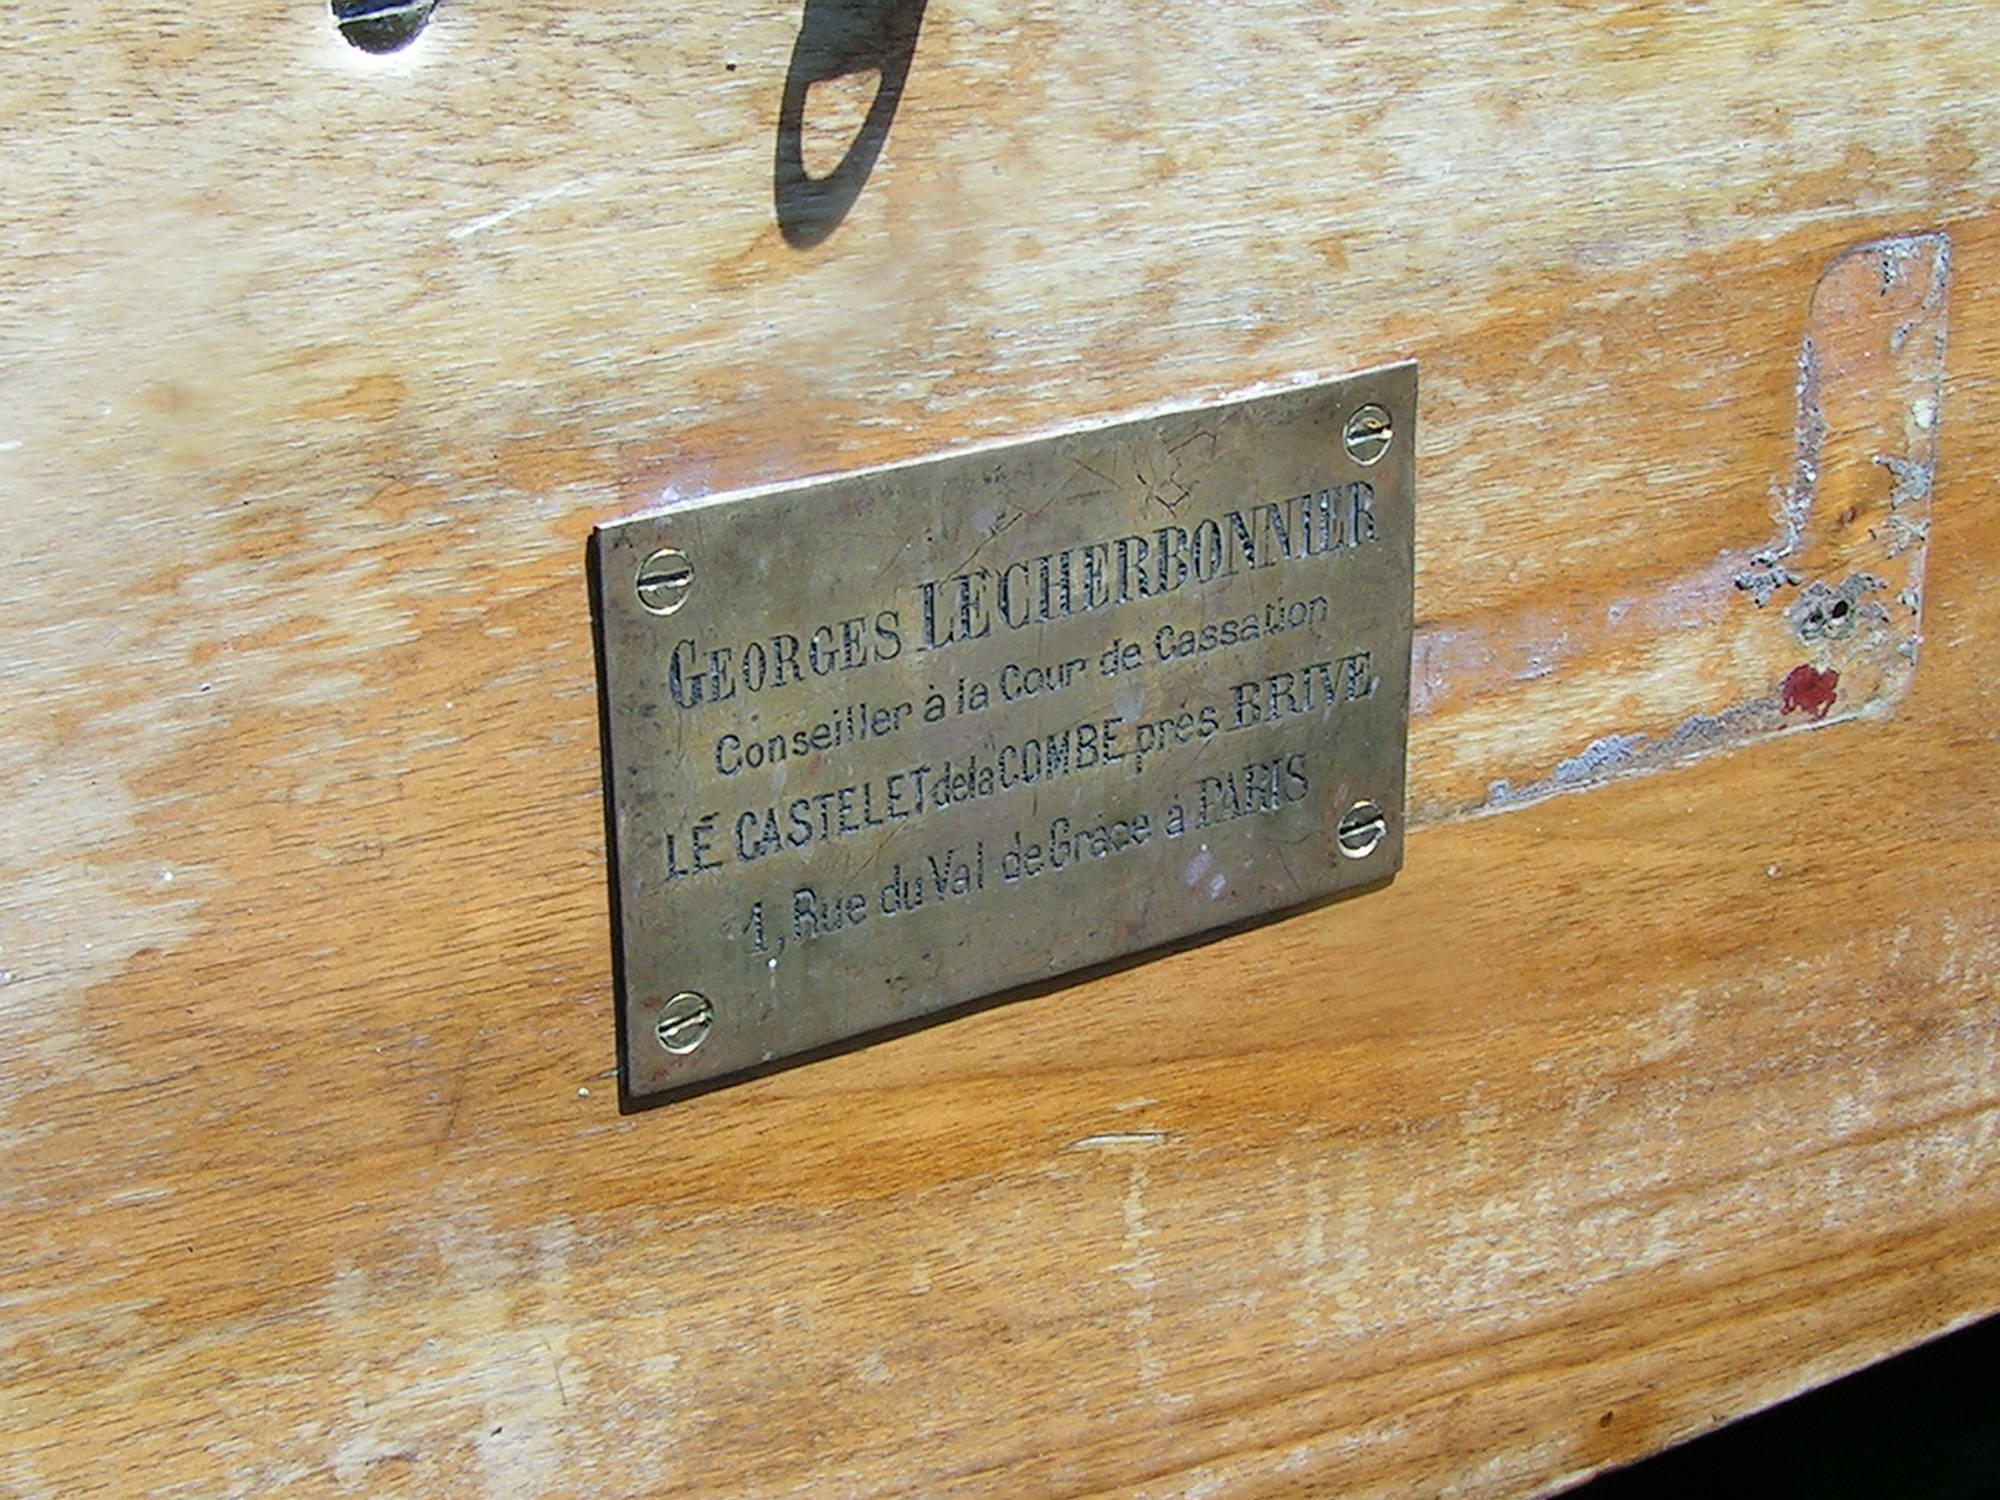 GEORGES LECHERBONNIER
Conseiller à la Cour de Cassation
LE CASTELET de la COMBE près BRIVE
1, Rue du Val de Grâce à PARIS